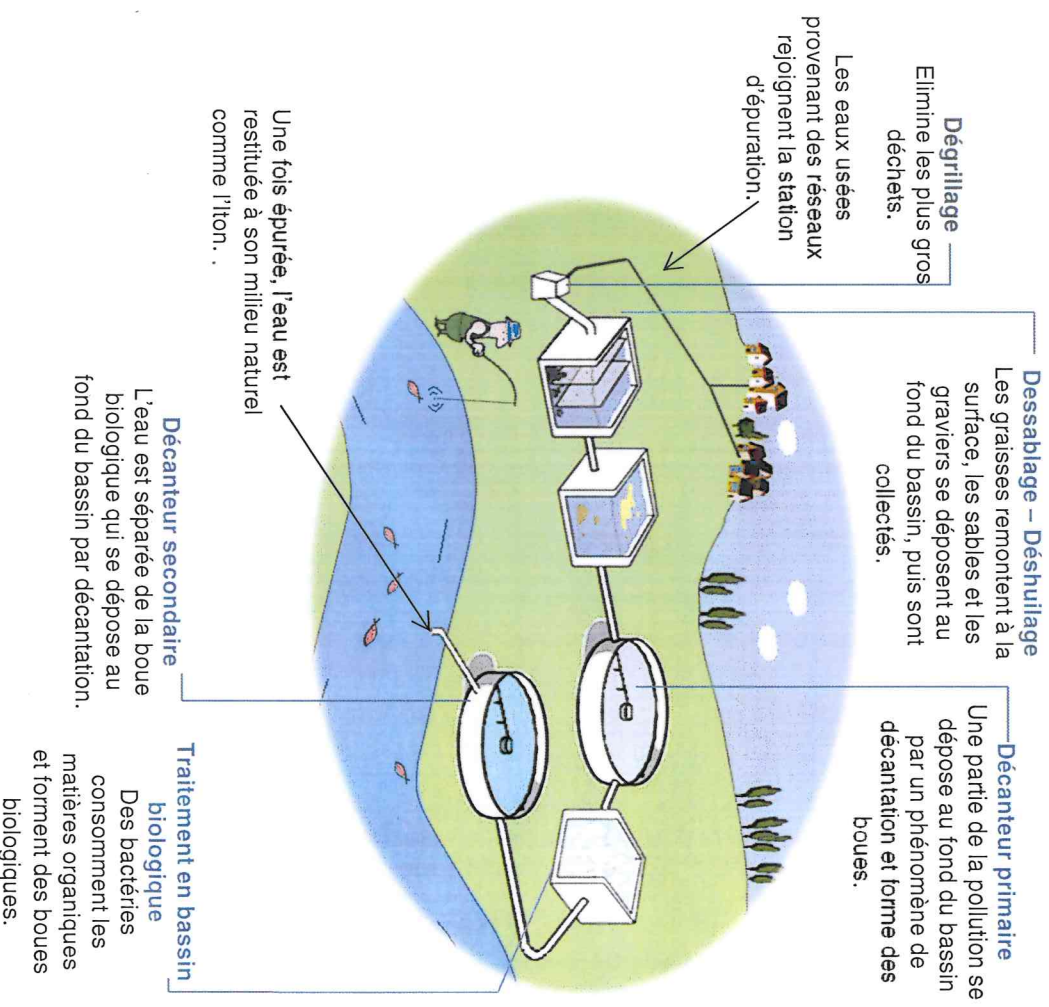 Dégrillage
Elimine les plus gros
déchets.
Les eaux usées
provenant des réseaux
rejoignent la station
d'épuration.
Dessablage – Déshuilage
Les graisses remontent à la
surface, les sables et les
graviers se déposent au
fond du bassin, puis sont
collectés.
Décanteur primaire
Une partie de la pollution se
dépose au fond du bassin
par un phénomène de
décantation et forme des
boues.
Une fois épurée, l'eau est
restituée à son milieu naturel
comme l'Iton. .
Décanteur secondaire
L'eau est séparée de la boue
biologique qui se dépose au
fond du bassin par décantation.
Traitement en bassin
biologique
Des bactéries
consomment les
matières organiques
et forment des boues
biologiques.